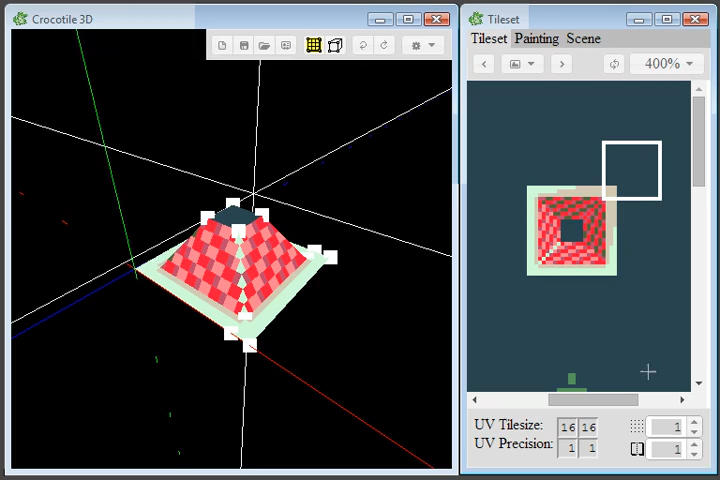 Crocotile 3D
Tileset
Tileset Painting Scene
400%
UV Tilesize: 16 16 1
UV Precision: 1 1 1